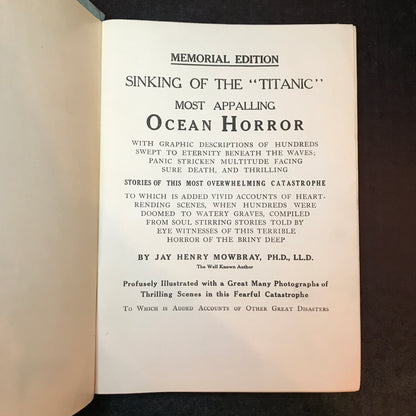 MEMORIAL EDITION
SINKING OF THE "TITANIC"
MOST APPALLING
OCEAN HORROR
WITH GRAPHIC DESCRIPTIONS OF HUNDREDS
SWEPT TO ETERNITY BENEATH THE WAVES;
PANIC STRICKEN MULTITUDE FACING
SURE DEATH, AND THRILLING
STORIES OF THIS MOST OVERWHELMING CATASTROPHE
TO WHICH IS ADDED VIVID ACCOUNTS OF HEART-
RENDING SCENES, WHEN HUNDREDS WERE
DOOMED TO WATERY GRAVES, COMPILED
FROM SOUL STIRRING STORIES TOLD BY
EYE WITNESSES OF THIS TERRIBLE
HORROR OF THE BRINY DEEP
BY JAY HENRY MOWBRAY, PH.D., LL.D.
The Well Known Author
Profusely Illustrated with a Great Many Photographs of
Thrilling Scenes in this Fearful Catastrophe
TO WHICH IS ADDED ACCOUNTS OF OTHER GREAT DISASTERS